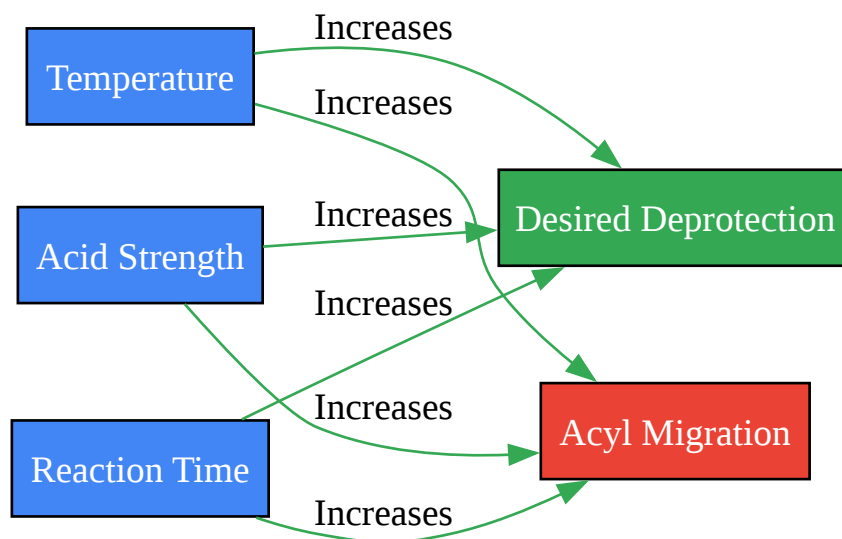 Increases
Temperature
Increases
Desired Deprotection
Increases
Acid Strength
Increases
Increases
Acyl Migration
Reaction Time
Increases